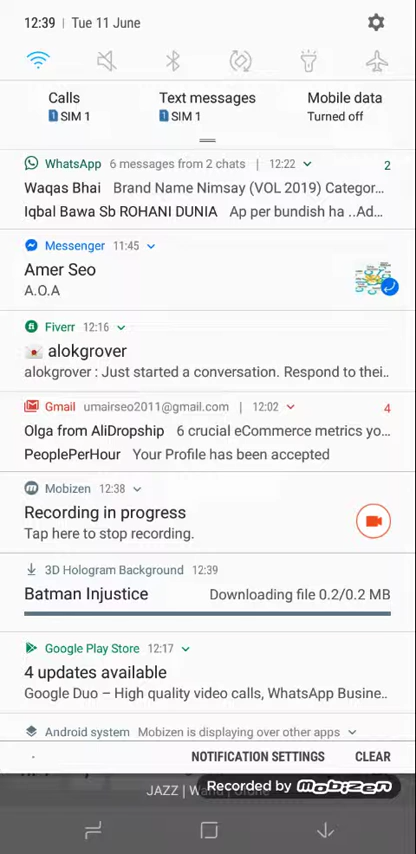 12:39 | Tue 11 June
Calls
1 SIM 1
Text messages
1 SIM 1
Mobile data
Turned off
WhatsApp 6 messages from 2 chats | 12:22
2
Waqas Bhai Brand Name Nimsay (VOL 2019) Categor...
Iqbal Bawa Sb ROHANI DUNIA Ap per bundish ha ..Ad...
Messenger 11:45
Amer Seo
A.O.A
Fiverr 12:16
alokgrover
alokgrover : Just started a conversation. Respond to thei..
Gmail umairseo2011@gmail.com | 12:02
4
Olga from AliDropship 6 crucial eCommerce metrics yo...
PeoplePerHour Your Profile has been accepted
Mobizen 12:38
Recording in progress
Tap here to stop recording.
3D Hologram Background 12:39
Batman Injustice Downloading file 0.2/0.2 MB
Google Play Store 12:17
4 updates available
Google Duo – High quality video calls, WhatsApp Busine..
Android system Mobizen is displaying over other apps
NOTIFICATION SETTINGS CLEAR
JAZZ |
Recorded by MOBIZEN